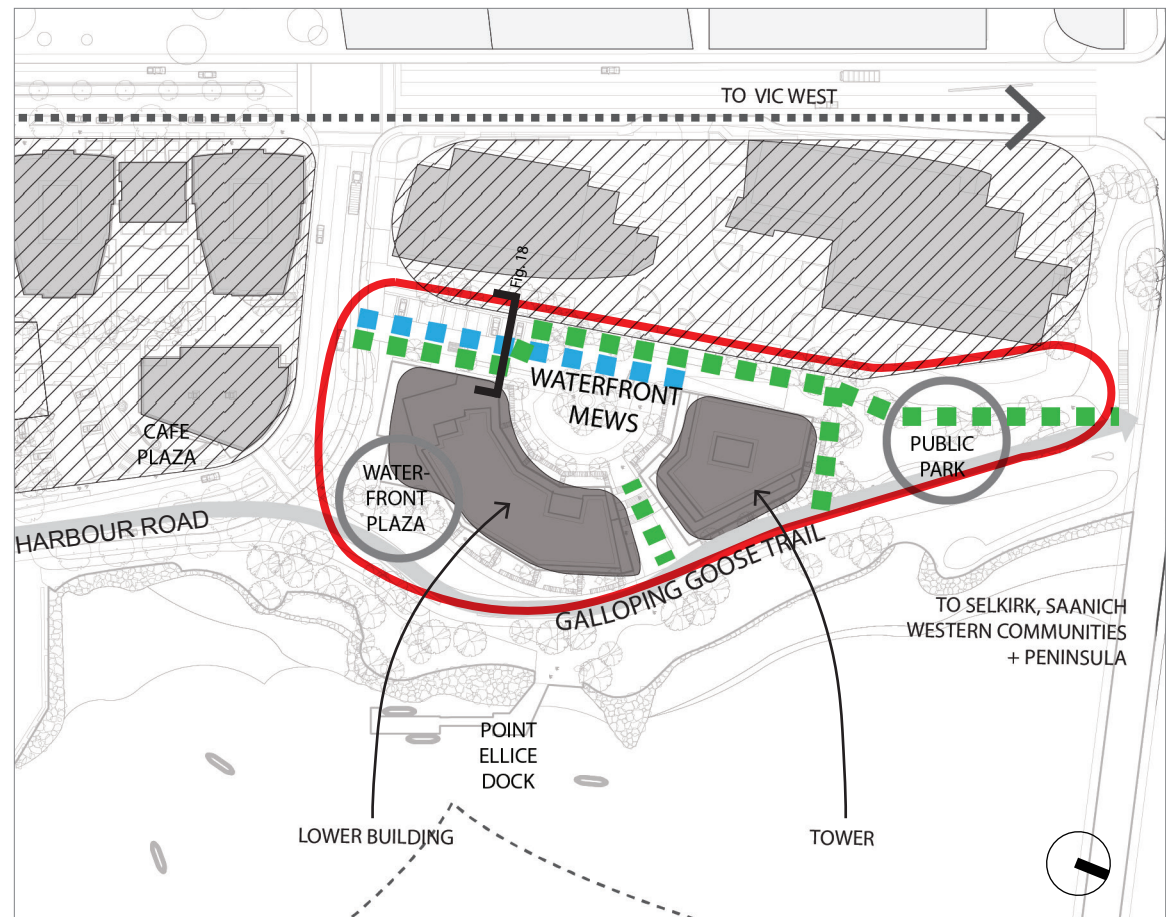 TO VIC WEST
Fig. 18
WATERFRONT
MEWS
CAFE
PLAZA
WATER-
FRONT
PLAZA
PUBLIC
PARK
HARBOUR ROAD
GALLOPING GOOSE TRAIL
TO SELKIRK, SAANICH
WESTERN COMMUNITIES
+ PENINSULA
POINT
ELLICE
DOCK
LOWER BUILDING
TOWER